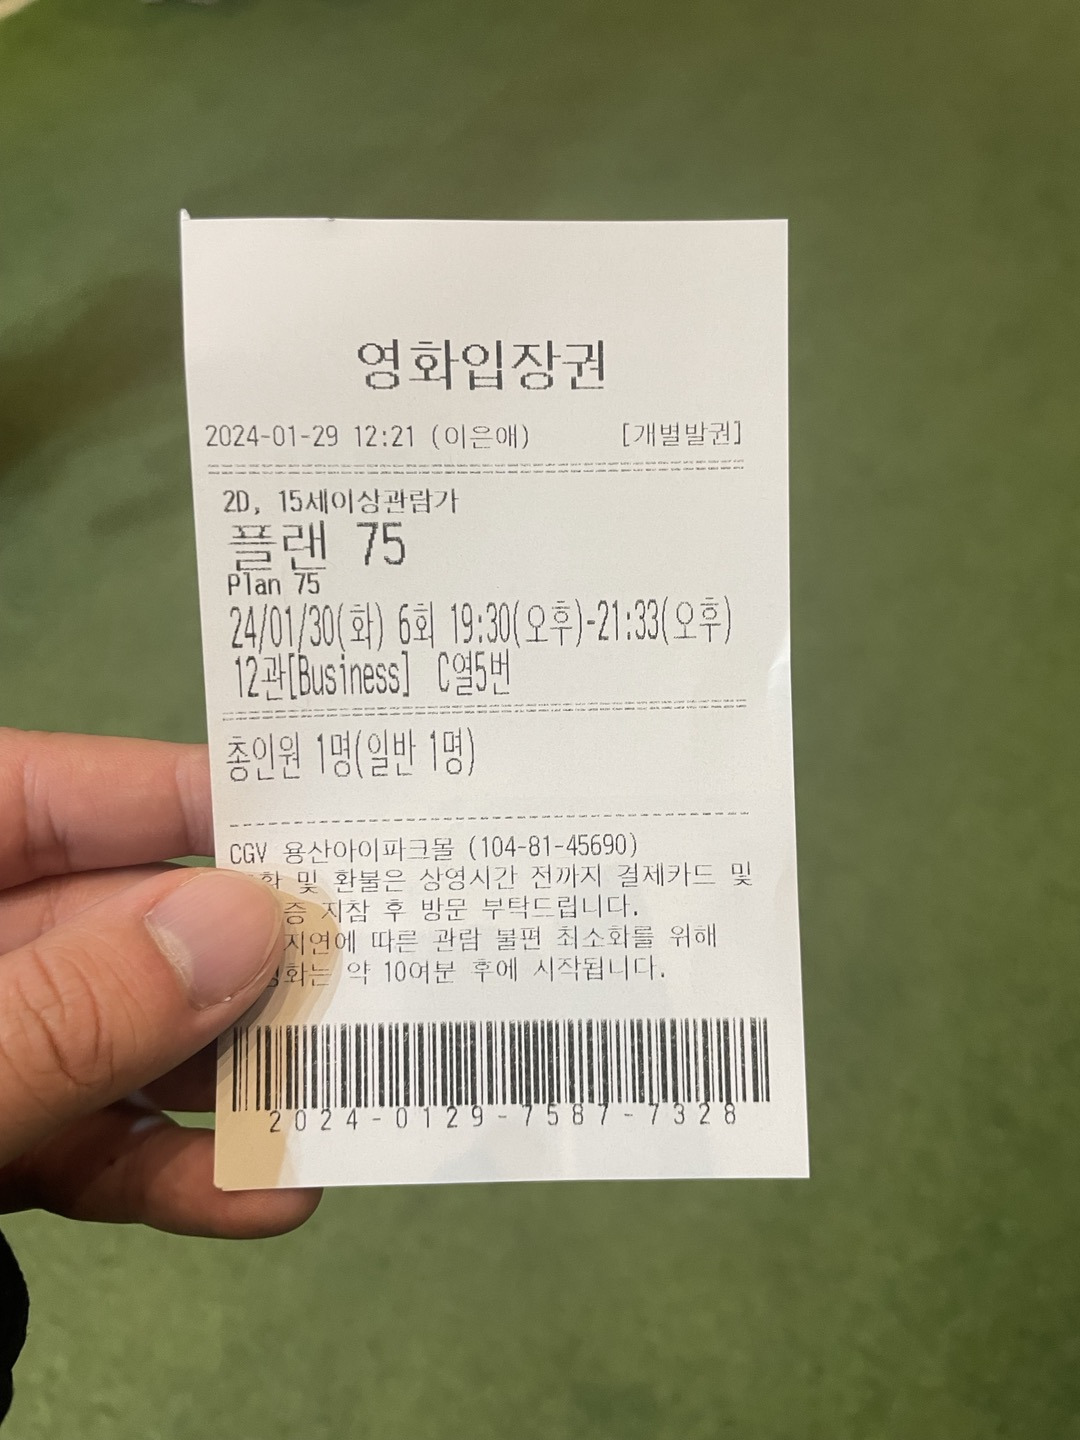 영화입장권
2024-01-29 12:21 (이은애) [개별발권]
2D, 15세이상관람가
플랜 75
Plan 75
24/01/30(화) 6회 19:30(오후)-21:33(오후)
12관[Business] C열5번
총인원 1명(일반 1명)
CGV 용산아이파크몰 (104-81-45690)
및 환불은 상영시간 전까지 결제카드 및
지참 후 방문 부탁드립니다.
지연에 따른 관람 불편 최소화를 위해
약 10여분 후에 시작됩니다.
2024-0129-7587-7328